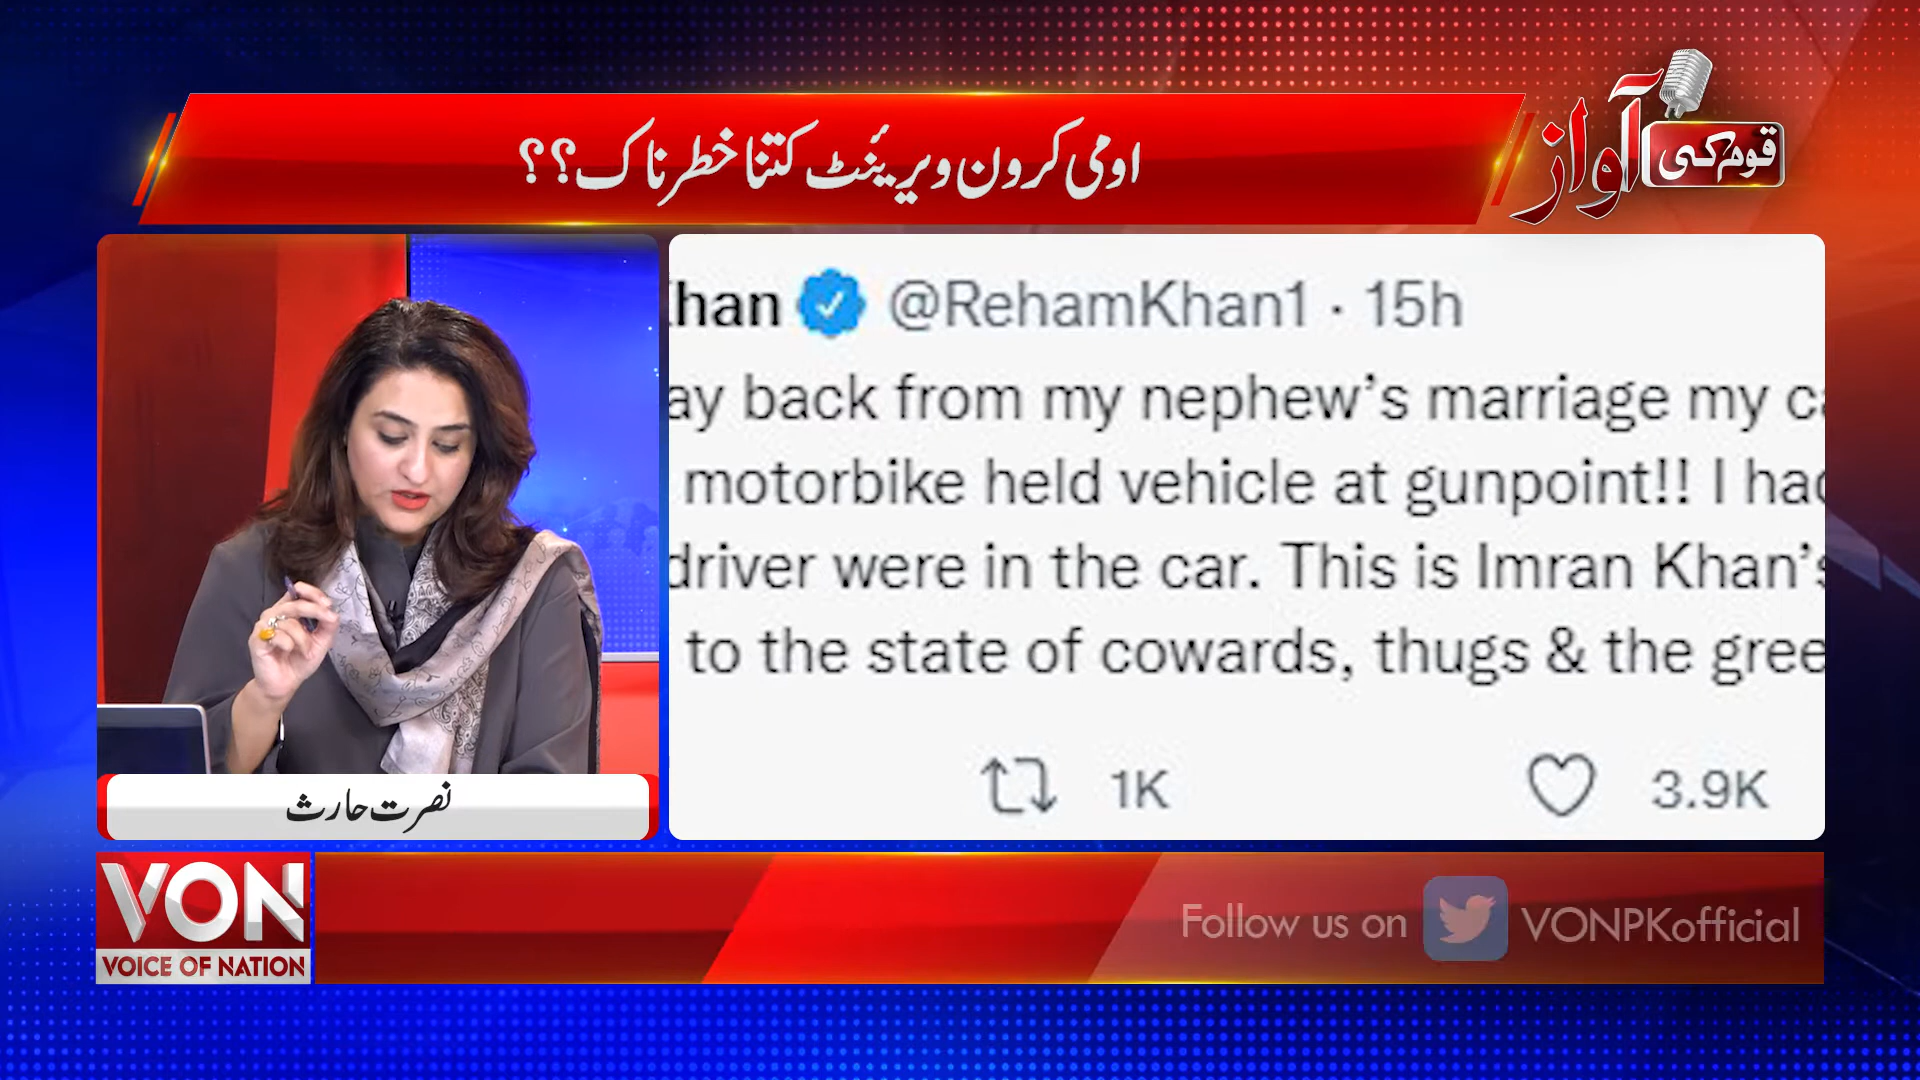 اومی کرون ویرئنٹ کتنا خطرناک؟؟
قوم کی آواز
han @RehamKhan1 · 15h
ay back from my nephew's marriage my c
motorbike held vehicle at gunpoint!! I had
driver were in the car. This is Imran Khan's
to the state of cowards, thugs & the gree
1K 3.9K
نصرت حارث
VON
VOICE OF NATION
Follow us on VONPKofficial